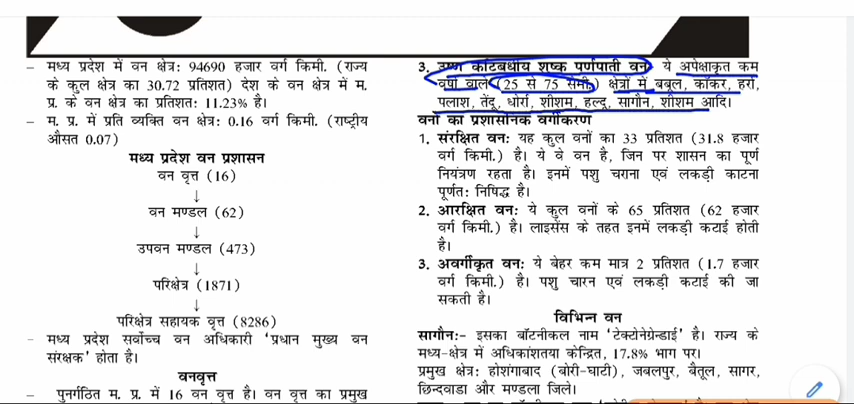 – मध्य प्रदेश में वन क्षेत्र: 94690 हजार वर्ग किमी. (राज्य
के कुल क्षेत्र का 30.72 प्रतिशत) देश के वन क्षेत्र में म.
प्र. के वन क्षेत्र का प्रतिशत: 11.23% है।
– म. प्र. में प्रति व्यक्ति वन क्षेत्र: 0.16 वर्ग किमी. (राष्ट्रीय
औसत 0.07)
मध्य प्रदेश वन प्रशासन
वन वृत्त (16)
↓
वन मण्डल (62)
↓
उपवन मण्डल (473)
↓
परिक्षेत्र (1871)
↓
परिक्षेत्र सहायक वृत्त (8286)
– मध्य प्रदेश सर्वोच्च वन अधिकारी 'प्रधान मुख्य वन
संरक्षक' होता है।
वनवृत्त
– पुनर्गठित म. प्र. में 16 वन वृत्त है। वन वृत्त का प्रमुख
3. उष्ण कटिबंधीय शुष्क पर्णपाती वन: ये अपेक्षाकृत कम
वर्षा वाले (25 से 75 सेमी.) क्षेत्रों में बबूल, कांकर, हर्रा,
पलाश, तेंदू, धोर्रा, शीशम, हल्दू, सागौन, शीशम आदि।
वनों का प्रशासनिक वर्गीकरण
1. संरक्षित वन: यह कुल वनों का 33 प्रतिशत (31.8 हजार
वर्ग किमी.) है। ये वे वन है, जिन पर शासन का पूर्ण
नियंत्रण रहता है। इनमें पशु चराना एवं लकड़ी काटना
पूर्णत: निषिद्ध है।
2. आरक्षित वन: ये कुल वनों के 65 प्रतिशत (62 हजार
वर्ग किमी.) है। लाइसेंस के तहत इनमें लकड़ी कटाई होती
है।
3. अवर्गीकृत वन: ये बेहर कम मात्र 2 प्रतिशत (1.7 हजार
वर्ग किमी.) है। पशु चारन एवं लकड़ी कटाई की जा
सकती है।
विभिन्न वन
सागौन:- इसका बॉटनीकल नाम 'टेक्टोनेग्रेन्डाई' है। राज्य के
मध्य-क्षेत्र में अधिकांशतया केन्द्रित, 17.8% भाग पर।
प्रमुख क्षेत्र: होशंगाबाद (बोरी-घाटी), जबलपुर, बैतूल, सागर,
छिन्दवाडा और मण्डला जिले।